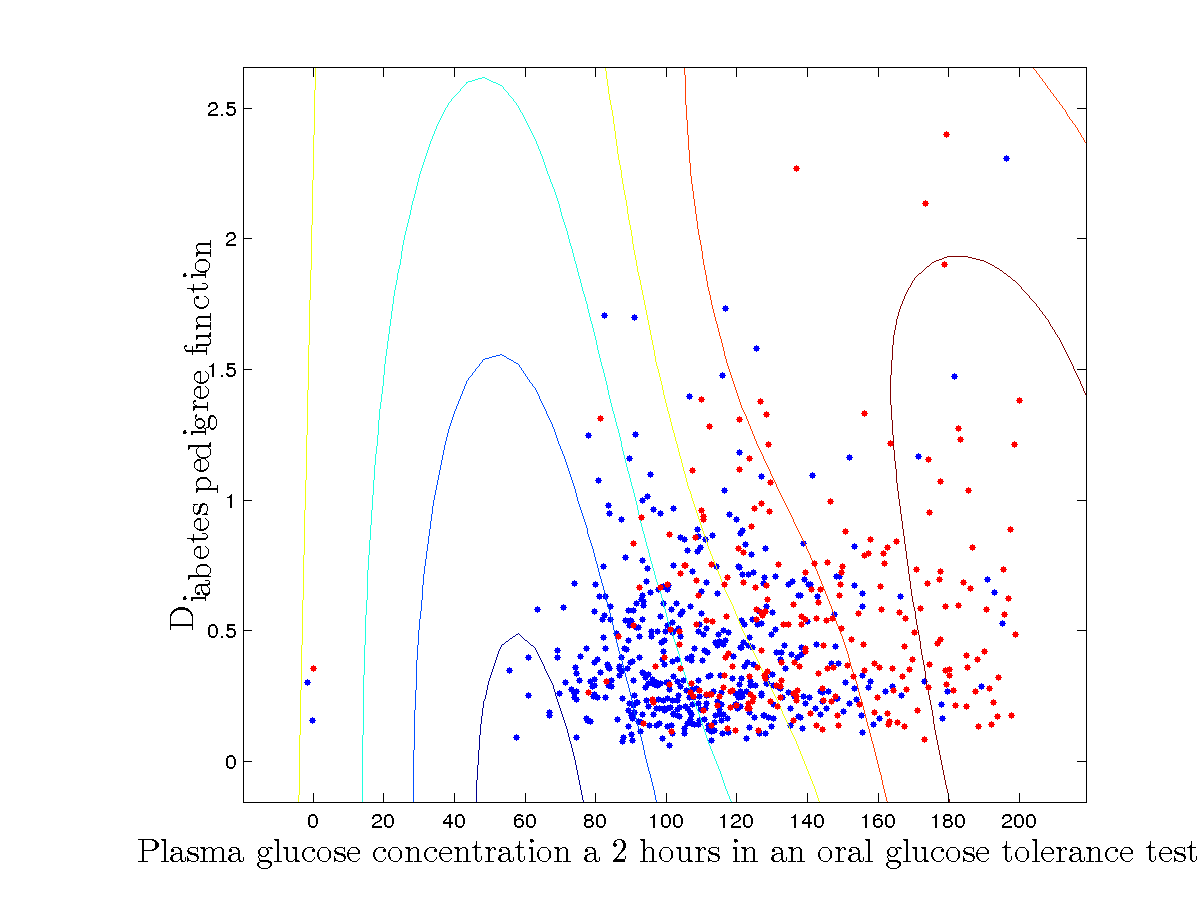 2.5
2
1.5
1
0.5
0
Diabetes pedigree function
0 20 40 60 80 100 120 140 160 180 200
Plasma glucose concentration a 2 hours in an oral glucose tolerance test